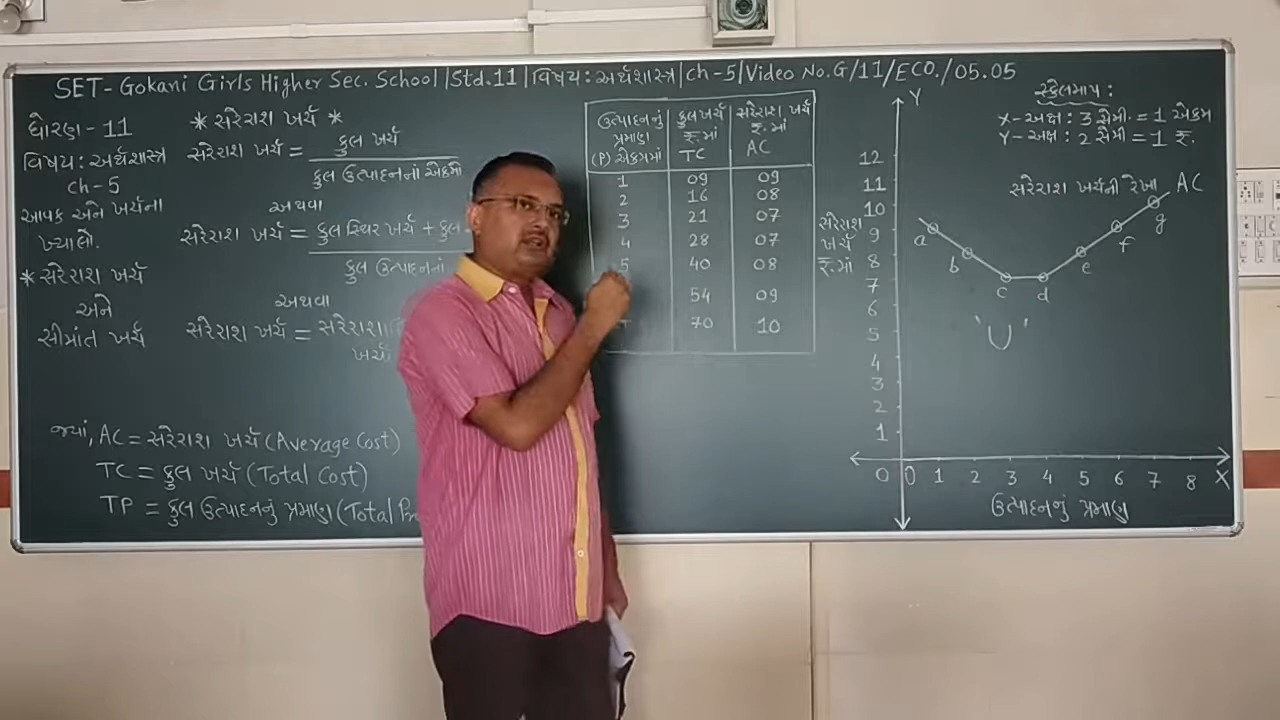 SET- Gokani Girls Higher Sec. School | Std.11 | વિષય : અર્થશાસ્ત્ર | ch-5 | Video No. G/11/ECO./05.05
ધોરણ - 11
વિષય : અર્થશાસ્ત્ર
ch-5
આવક અને ખર્ચના
ખ્યાલો.
* સરેરાશ ખર્ચ
અને
સીમાંત ખર્ચ
* સરેરાશ ખર્ચ *
સરેરાશ ખર્ચ = કુલ ખર્ચ
કુલ ઉત્પાદનનાં એકમો
અથવા
સરેરાશ ખર્ચ = કુલ સ્થિર ખર્ચ + કુલ
કુલ ઉત્પાદનનાં
અથવા
સરેરાશ ખર્ચ = સરેરાશ
ખર્ચ
જ્યાં, AC = સરેરાશ ખર્ચ (Average Cost)
TC = કુલ ખર્ચ (Total Cost)
TP = કુલ ઉત્પાદનનું પ્રમાણ (Total
ઉત્પાદનનું પ્રમાણ (P) એકમમાં | કુલ ખર્ચ રૂ.માં TC | સરેરાશ ખર્ચ રૂ.માં AC
1 09 09
2 16 08
3 21 07
4 28 07
5 40 08
54 09
70 10
સ્કેલમાપ :
X-અક્ષ : 3 સેમી. = 1 એકમ
Y-અક્ષ : 2 સેમી = 1 રૂ.
Y
12
11
10
9
8
7
6
5
4
3
2
1
સરેરાશ
ખર્ચ
રૂ.માં
સરેરાશ ખર્ચની રેખા AC
a b c d e f g
'U'
0 0 1 2 3 4 5 6 7 8 X
ઉત્પાદનનું પ્રમાણ